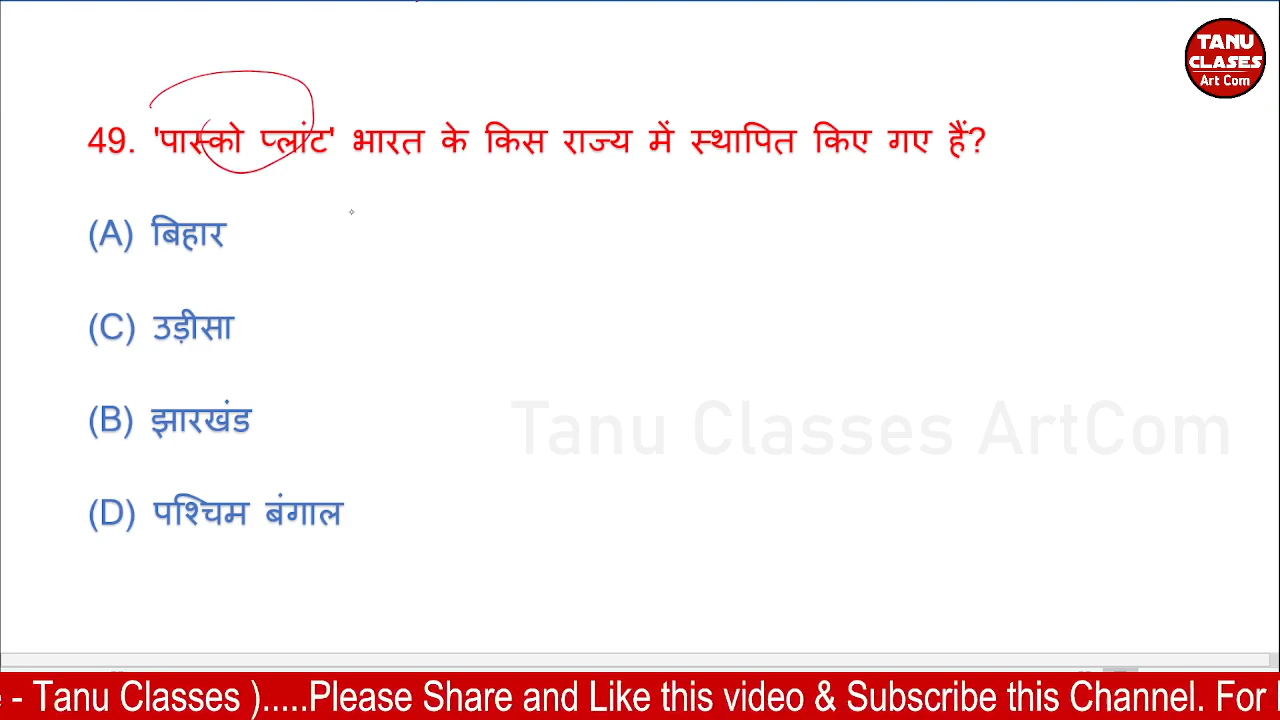 TANU
CLASES
Art Com
49. 'पास्को प्लांट' भारत के किस राज्य में स्थापित किए गए हैं?
(A) बिहार
(C) उड़ीसा
(B) झारखंड
Tanu Classes ArtCom
(D) पश्चिम बंगाल
- Tanu Classes ).....Please Share and Like this video & Subscribe this Channel. For